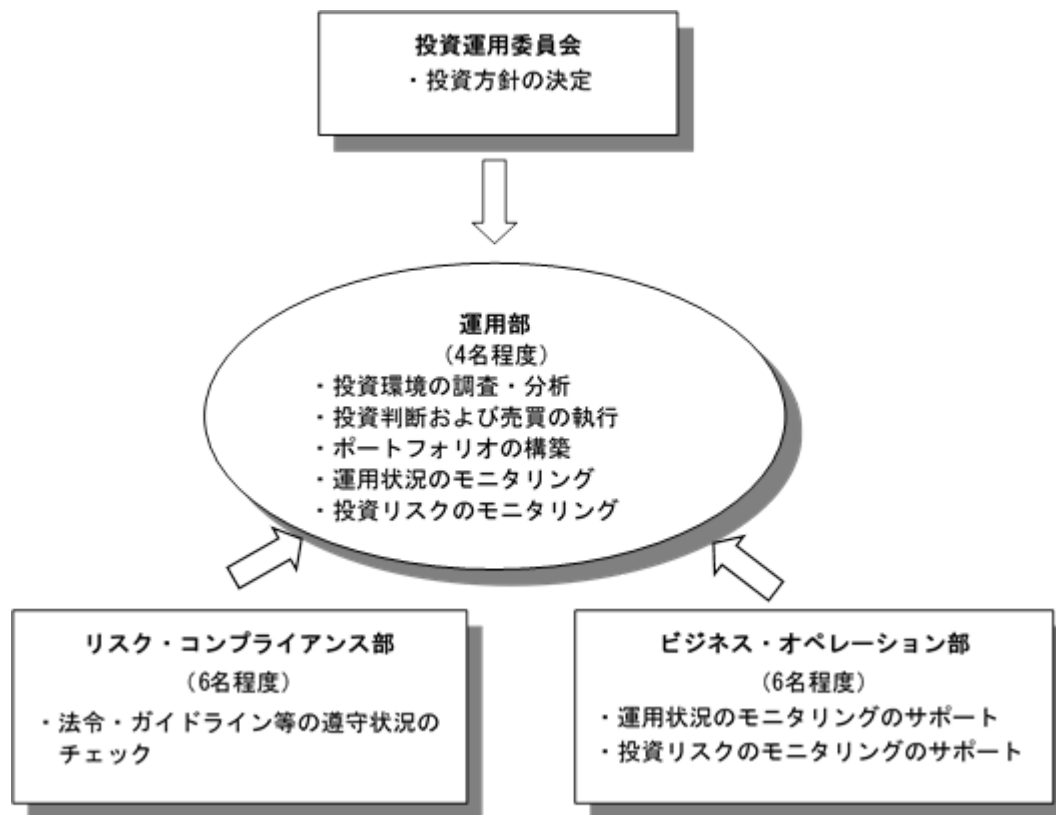 投資運用委員会
・投資方針の決定
運用部
(4名程度)
・投資環境の調査・分析
・投資判断および売買の執行
・ポートフォリオの構築
・運用状況のモニタリング
・投資リスクのモニタリング
リスク・コンプライアンス部
(6名程度)
・法令・ガイドライン等の遵守状況の
チェック
ビジネス・オペレーション部
(6名程度)
・運用状況のモニタリングのサポート
・投資リスクのモニタリングのサポート